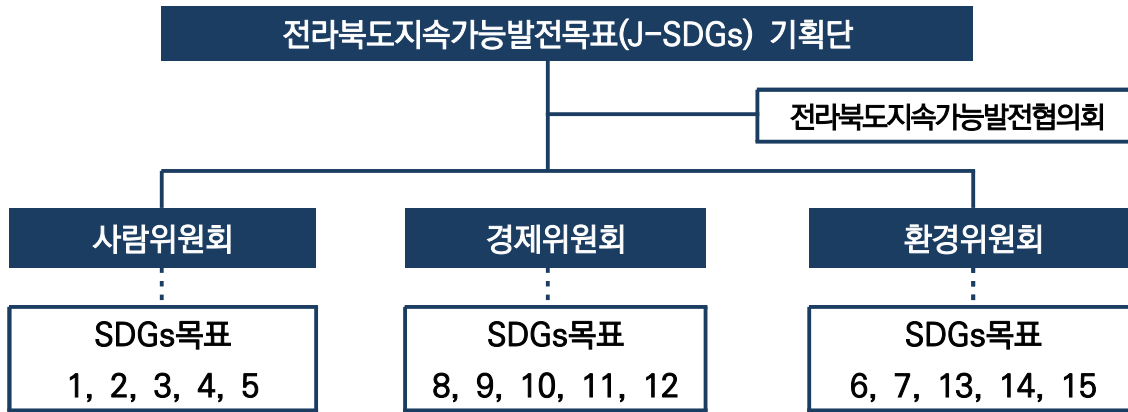 전라북도지속가능발전목표(J-SDGs) 기획단
전라북도지속가능발전협의회
사람위원회
경제위원회
환경위원회
SDGs목표
1, 2, 3, 4, 5
SDGs목표
8, 9, 10, 11, 12
SDGs목표
6, 7, 13, 14, 15